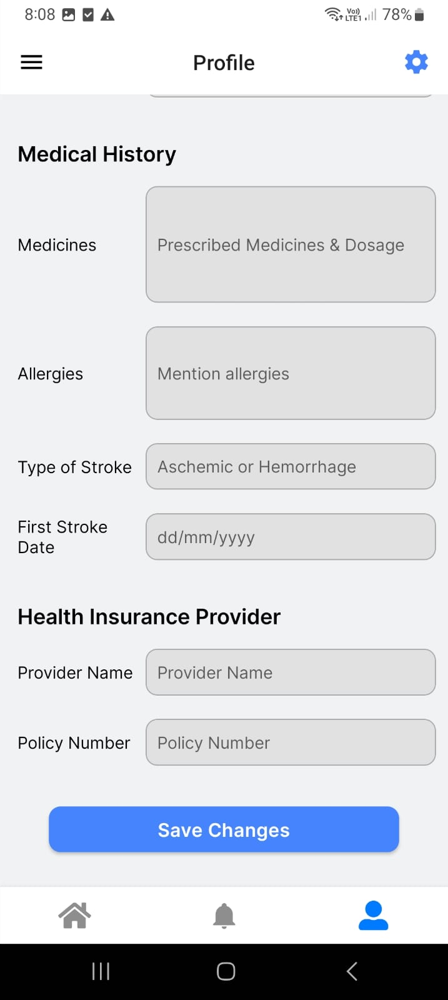 8:08 Vo)) LTE1 78%
Profile
Medical History
Medicines
Prescribed Medicines & Dosage
Allergies
Mention allergies
Type of Stroke
Aschemic or Hemorrhage
First Stroke
Date
dd/mm/yyyy
Health Insurance Provider
Provider Name
Provider Name
Policy Number
Policy Number
Save Changes